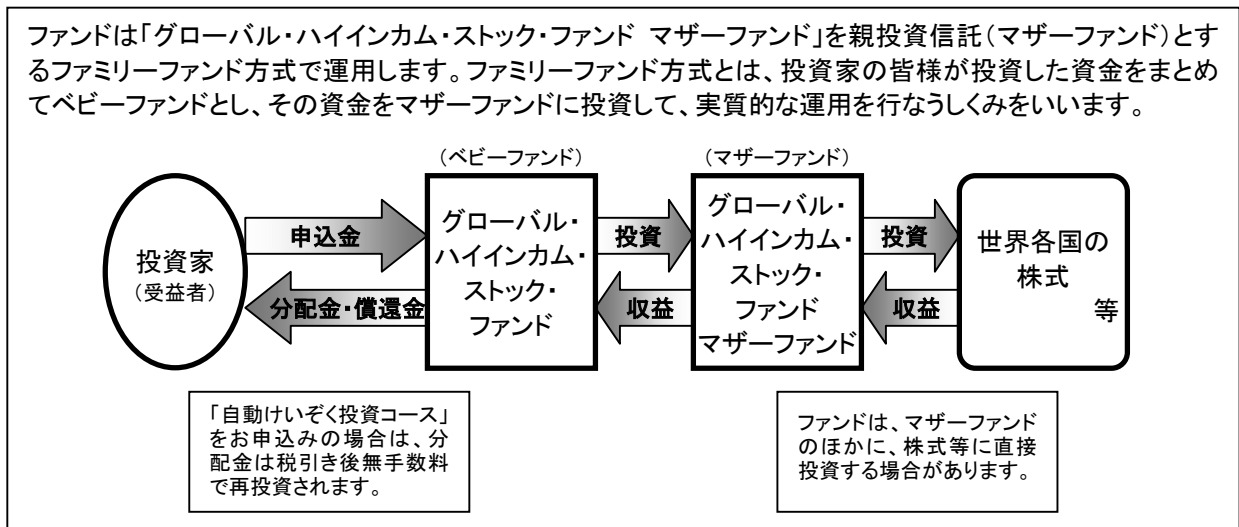 ファンドは「グローバル・ハイインカム・ストック・ファンド マザーファンド」を親投資信託(マザーファンド)とす
るファミリーファンド方式で運用します。ファミリーファンド方式とは、投資家の皆様が投資した資金をまとめ
てベビーファンドとし、その資金をマザーファンドに投資して、実質的な運用を行なうしくみをいいます。
(ベビーファンド)
(マザーファンド)
投資家
(受益者)
申込金
分配金・償還金
グローバル・
ハイインカム・
ストック・
ファンド
投資
収益
グローバル・
ハイインカム・
ストック・
ファンド
マザーファンド
投資
収益
世界各国の
株式
等
「自動けいぞく投資コース」
をお申込みの場合は、分
配金は税引き後無手数料
で再投資されます。
ファンドは、マザーファンド
のほかに、株式等に直接
投資する場合があります。